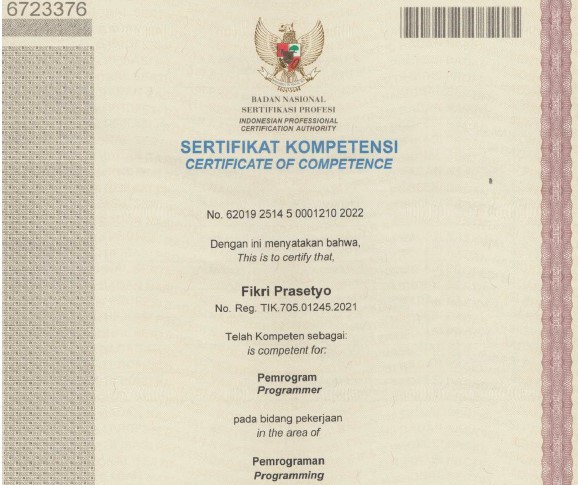 6723376
BADAN NASIONAL
SERTIFIKASI PROFESI
INDONESIAN PROFESSIONAL
CERTIFICATION AUTHORITY
SERTIFIKAT KOMPETENSI
CERTIFICATE OF COMPETENCE
No. 62019 2514 5 0001210 2022
Dengan ini menyatakan bahwa,
This is to certify that,
Fikri Prasetyo
No. Reg. TIK.705.01245.2021
Telah Kompeten sebagai:
is competent for:
Pemrogram
Programmer
pada bidang pekerjaan
in the area of
Pemrograman
Programming